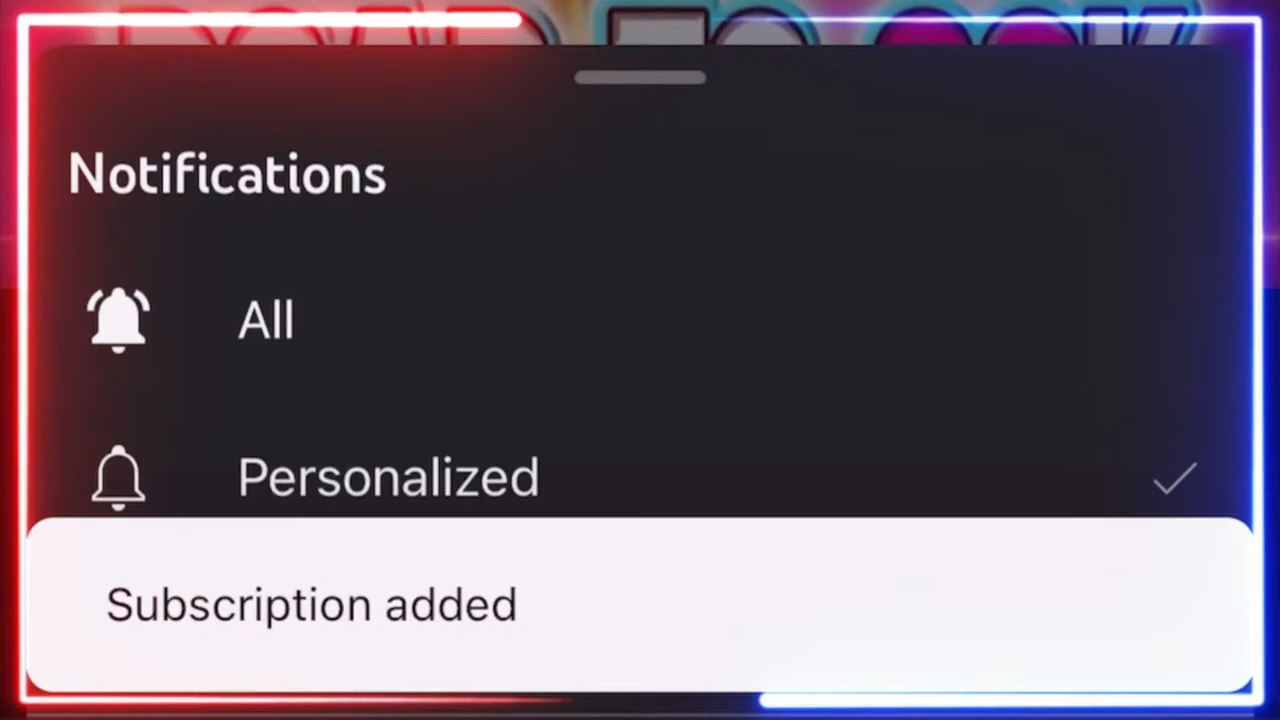 Notifications
All
Personalized
Subscription added